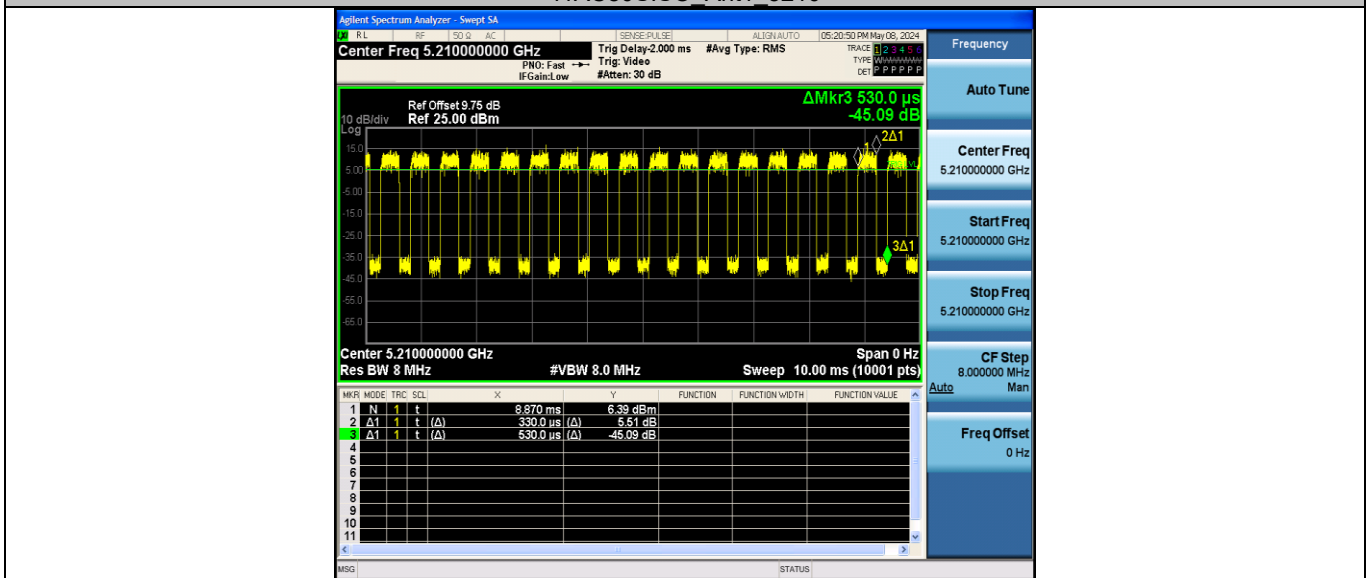 Agilent Spectrum Analyzer - Swept SA
RL RF 50 Ω AC SENSE:PULSE ALIGN AUTO 05:20:50 PM May 08, 2024
Center Freq 5.210000000 GHz
PNO: Fast
IFGain:Low
Trig Delay-2.000 ms
Trig: Video
#Atten: 30 dB
#Avg Type: RMS
TRACE 1 2 3 4 5 6
TYPE WWWWWW
DET P P P P P P
ΔMkr3 530.0 µs
-45.09 dB
Ref Offset 9.75 dB
10 dB/div Ref 25.00 dBm
Log
15.0
5.00
-5.00
-15.0
-25.0
-35.0
-45.0
-55.0
-65.0
1
2Δ1
3Δ1
Center 5.210000000 GHz Span 0 Hz
Res BW 8 MHz #VBW 8.0 MHz Sweep 10.00 ms (10001 pts)
MKR MODE TRC SCL X Y FUNCTION FUNCTION WIDTH FUNCTION VALUE
1 N 1 t 8.870 ms 6.39 dBm
2 Δ1 1 t (Δ) 330.0 µs (Δ) 5.51 dB
3 Δ1 1 t (Δ) 530.0 µs (Δ) -45.09 dB
4
5
6
7
8
9
10
11
MSG STATUS
Frequency
Auto Tune
Center Freq
5.210000000 GHz
Start Freq
5.210000000 GHz
Stop Freq
5.210000000 GHz
CF Step
8.000000 MHz
Auto Man
Freq Offset
0 Hz